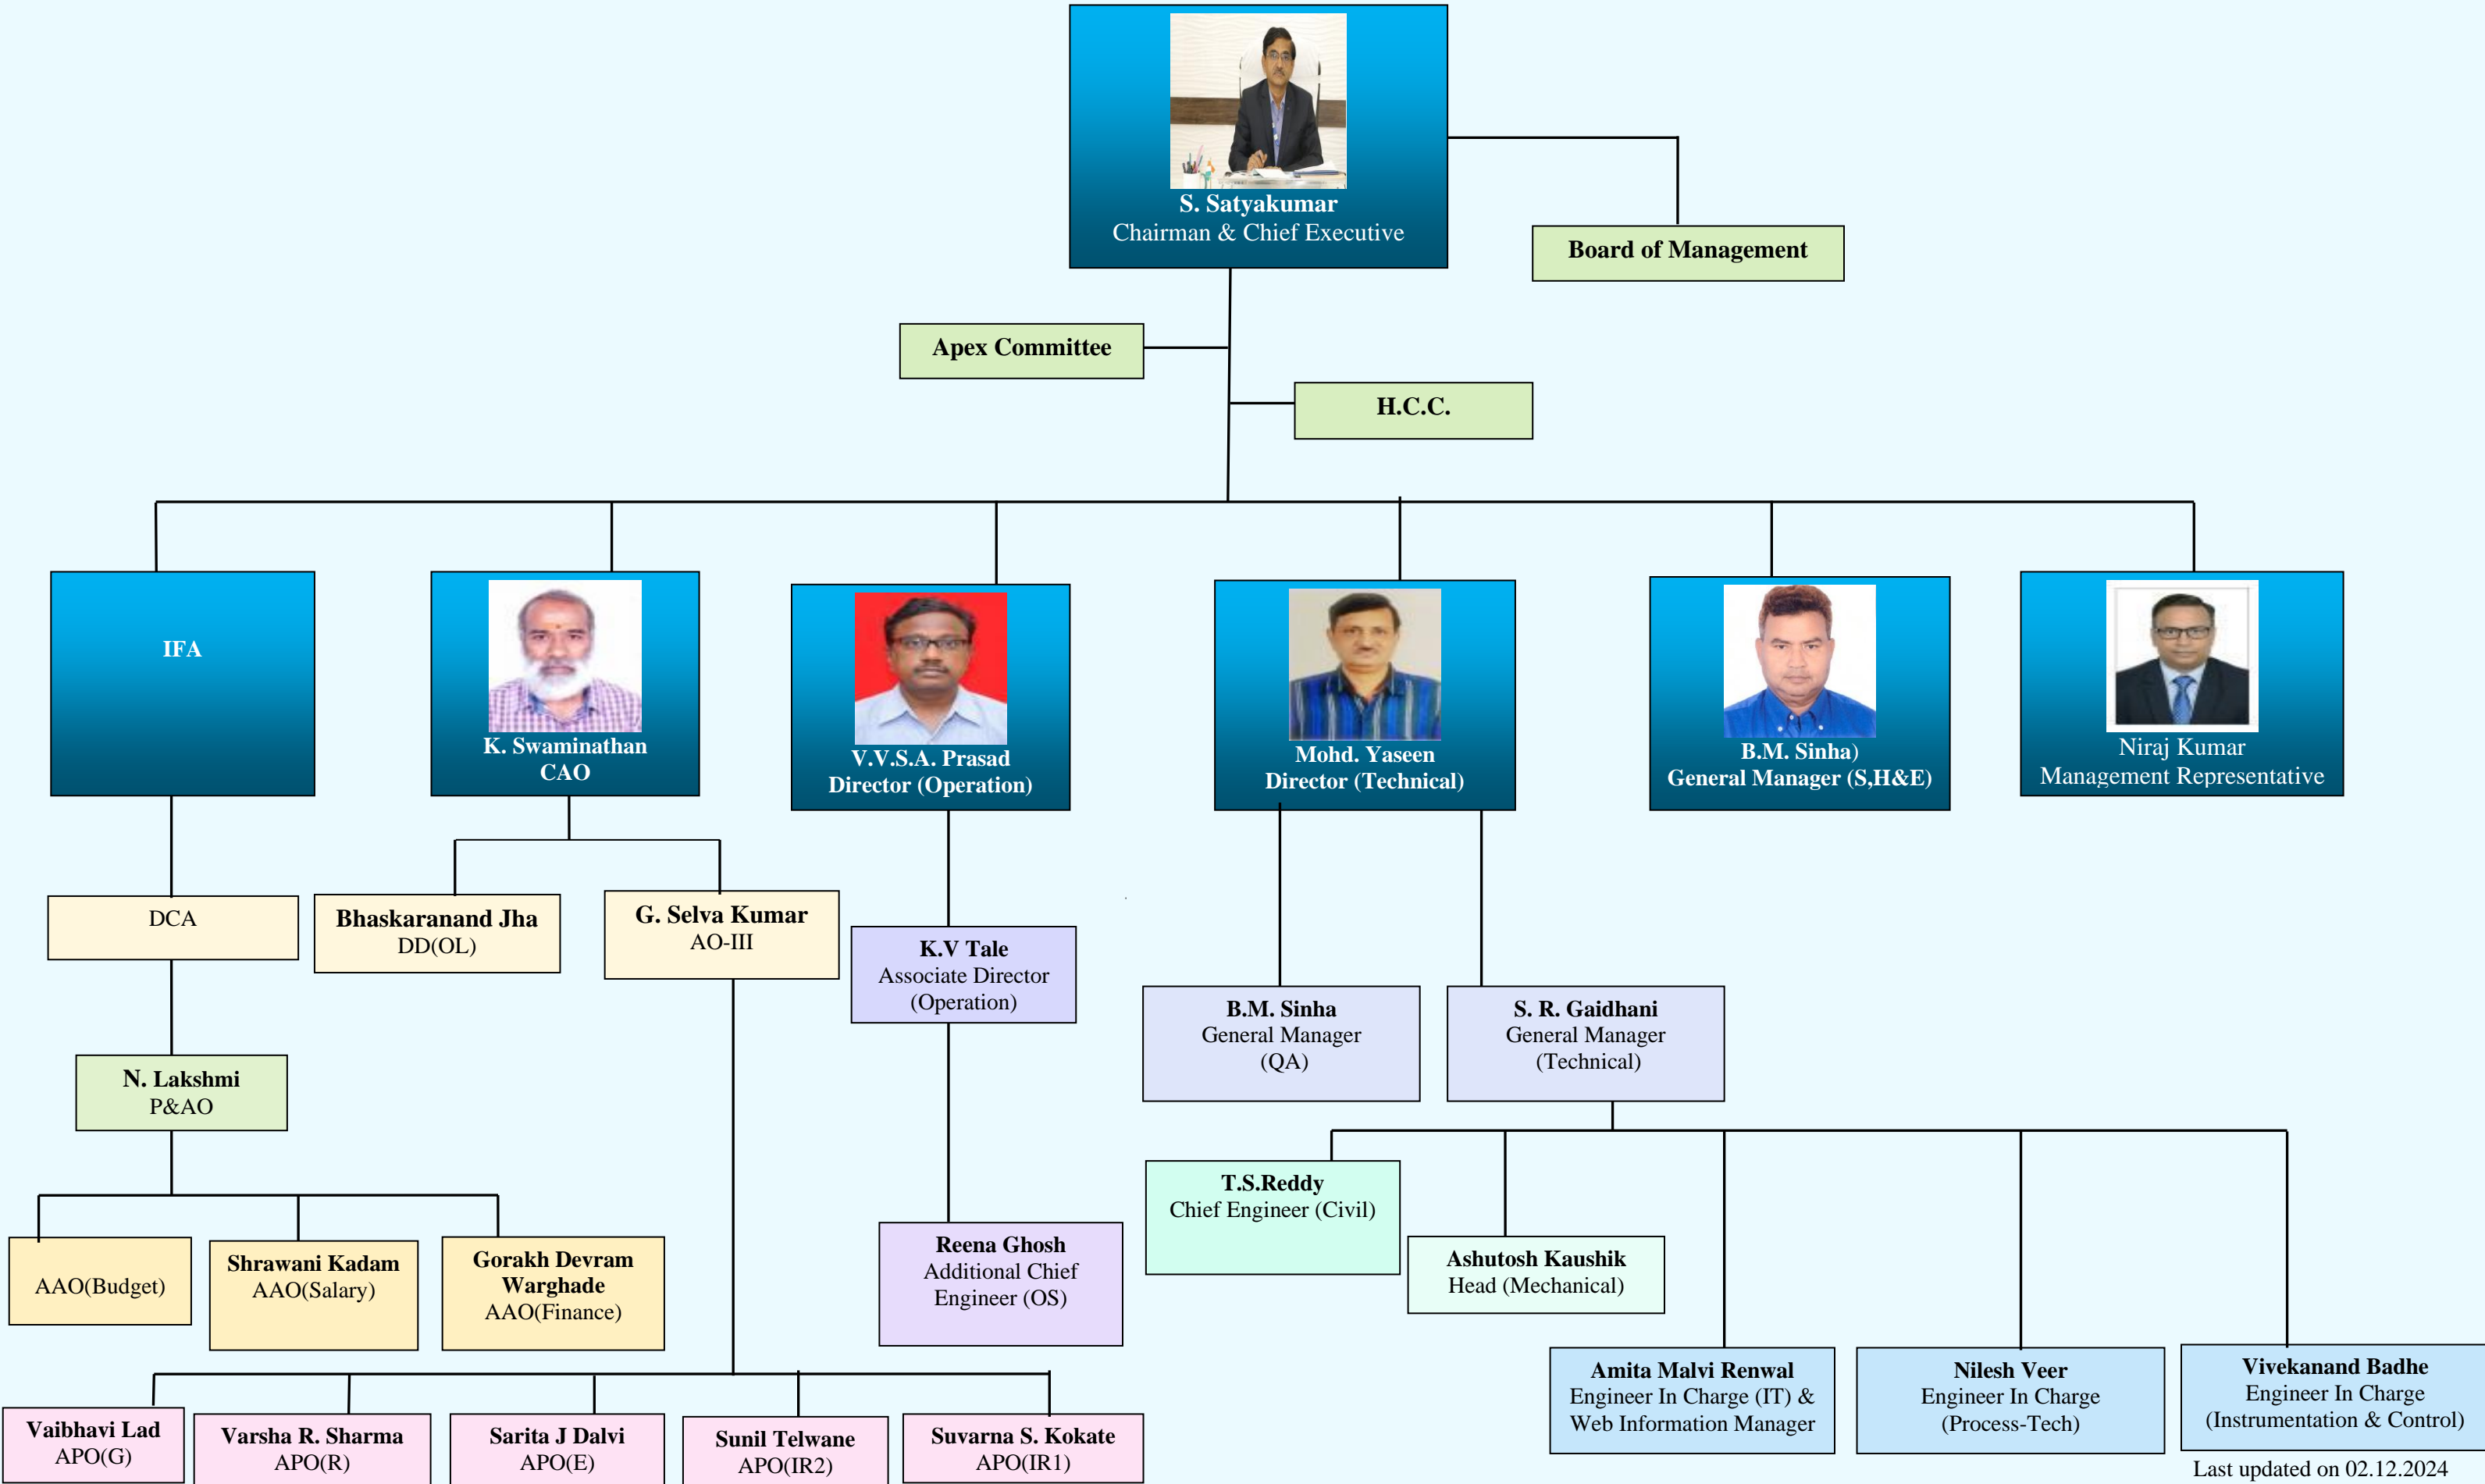 S. Satyakumar
Chairman & Chief Executive
Board of Management
Apex Committee
H.C.C.
IFA
K. Swaminathan
CAO
V.V.S.A. Prasad
Director (Operation)
Mohd. Yaseen
Director (Technical)
B.M. Sinha)
General Manager (S,H&E)
Niraj Kumar
Management Representative
DCA
Bhaskaranand Jha
DD(OL)
G. Selva Kumar
AO-III
K.V Tale
Associate Director
(Operation)
B.M. Sinha
General Manager
(QA)
S. R. Gaidhani
General Manager
(Technical)
N. Lakshmi
P&AO
T.S.Reddy
Chief Engineer (Civil)
AAO(Budget)
Shrawani Kadam
AAO(Salary)
Gorakh Devram
Warghade
AAO(Finance)
Reena Ghosh
Additional Chief
Engineer (OS)
Ashutosh Kaushik
Head (Mechanical)
Amita Malvi Renwal
Engineer In Charge (IT) &
Web Information Manager
Nilesh Veer
Engineer In Charge
(Process-Tech)
Vivekanand Badhe
Engineer In Charge
(Instrumentation & Control)
Vaibhavi Lad
APO(G)
Varsha R. Sharma
APO(R)
Sarita J Dalvi
APO(E)
Sunil Telwane
APO(IR2)
Suvarna S. Kokate
APO(IR1)
Last updated on 02.12.2024